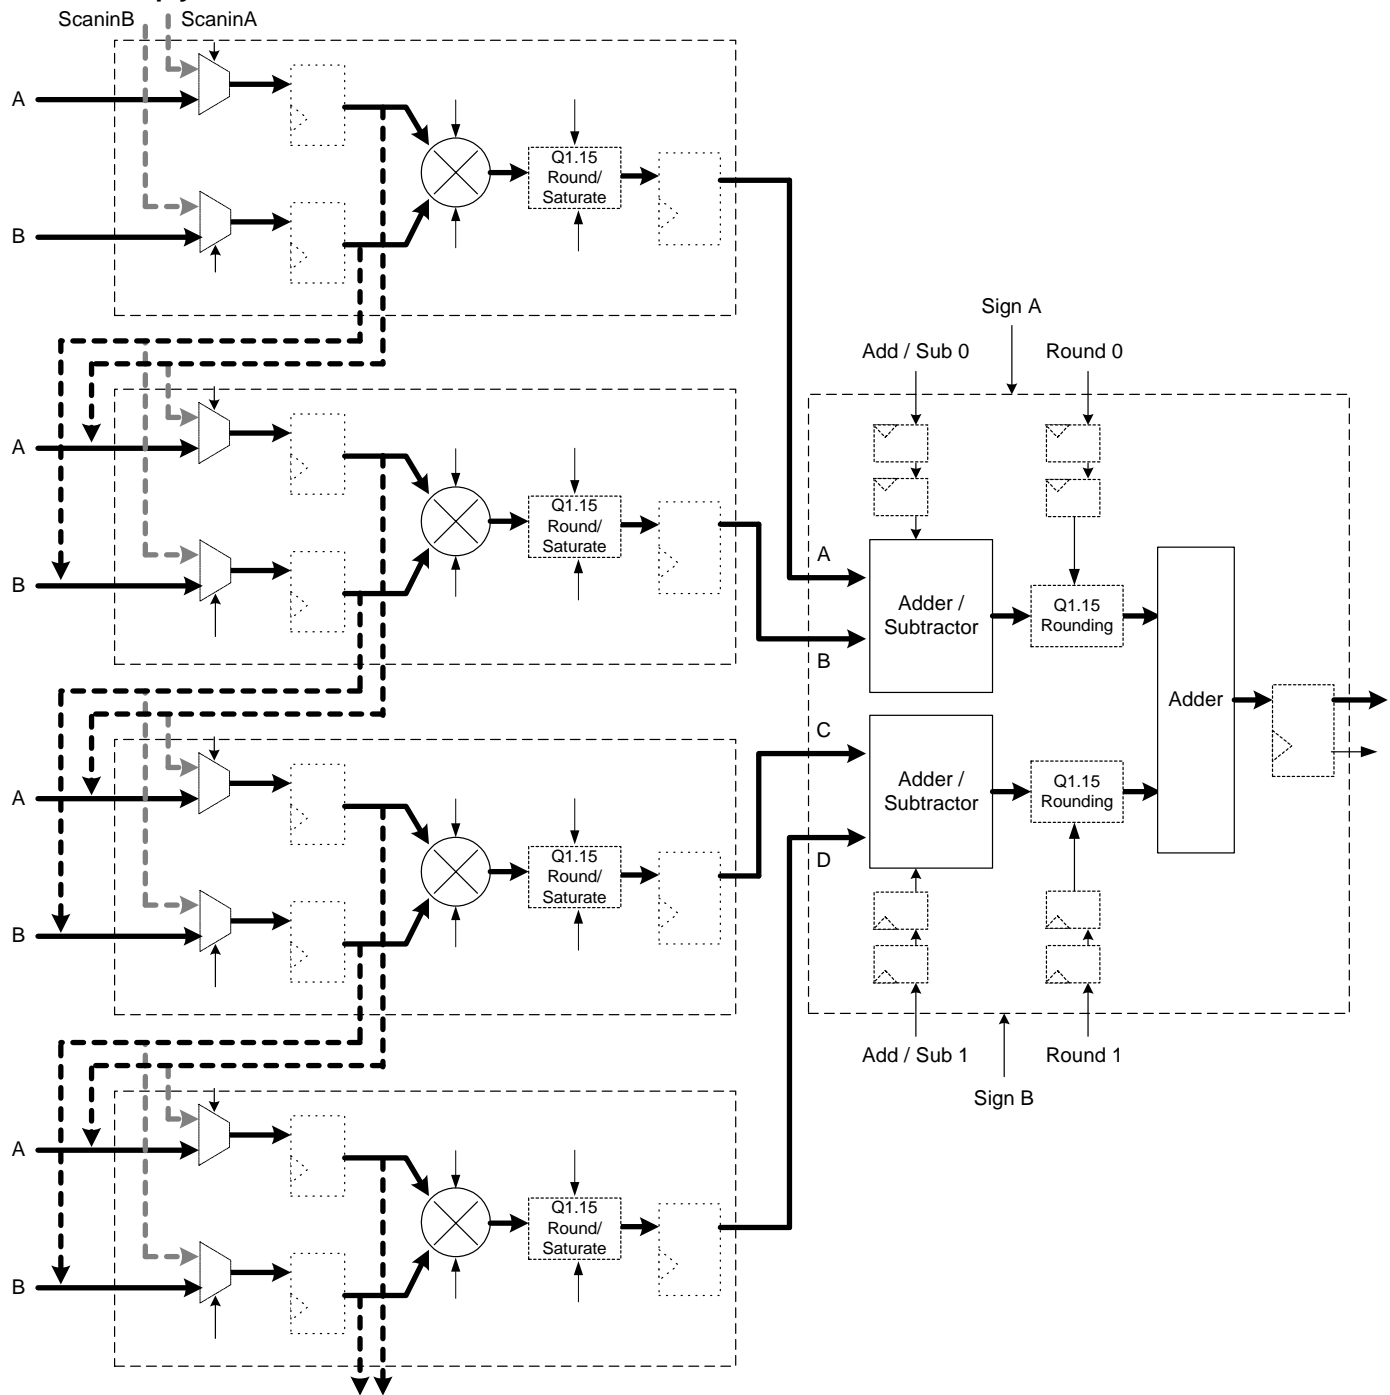 ScaninB ScaninA
A
Q1.15
Round/
Saturate
B
Sign A
Add / Sub 0 Round 0
A
Q1.15
Round/
Saturate
B
A
B
Adder /
Subtractor
Q1.15
Rounding
Adder
C
D
Adder /
Subtractor
Q1.15
Rounding
A
Q1.15
Round/
Saturate
B
Add / Sub 1 Round 1
Sign B
A
Q1.15
Round/
Saturate
B